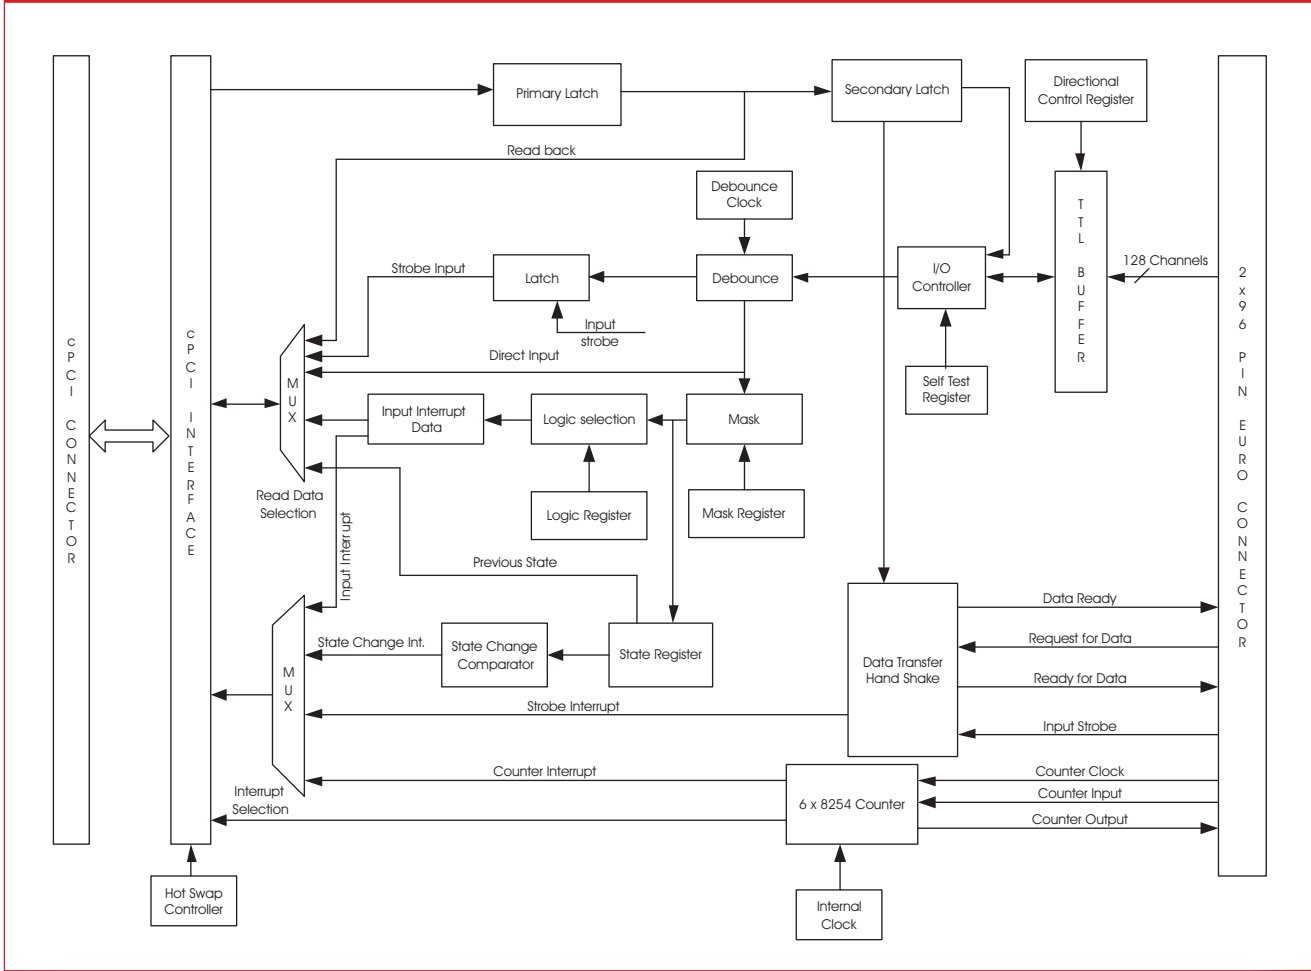 Primary Latch
Secondary Latch
Directional
Control Register
Read back
Debounce
Clock
TTL BUFFER
128 Channels
Strobe Input
Latch
Debounce
I/O
Controller
Input
strobe
Direct Input
Self Test
Register
MUX
Input Interrupt
Data
Logic selection
Mask
cPCI CONNECTOR
cPCI INTERFACE
2x96 PIN EURO CONNECTOR
Read Data
Selection
Logic Register
Mask Register
Input Interrupt
Previous State
Data Ready
State Change Int.
State Change
Comparator
State Register
Data Transfer
Hand Shake
Request for Data
MUX
Ready for Data
Strobe Interrupt
Input Strobe
Counter Interrupt
Counter Clock
Interrupt
Selection
6 x 8254 Counter
Counter Input
Counter Output
Hot Swap
Controller
Internal
Clock